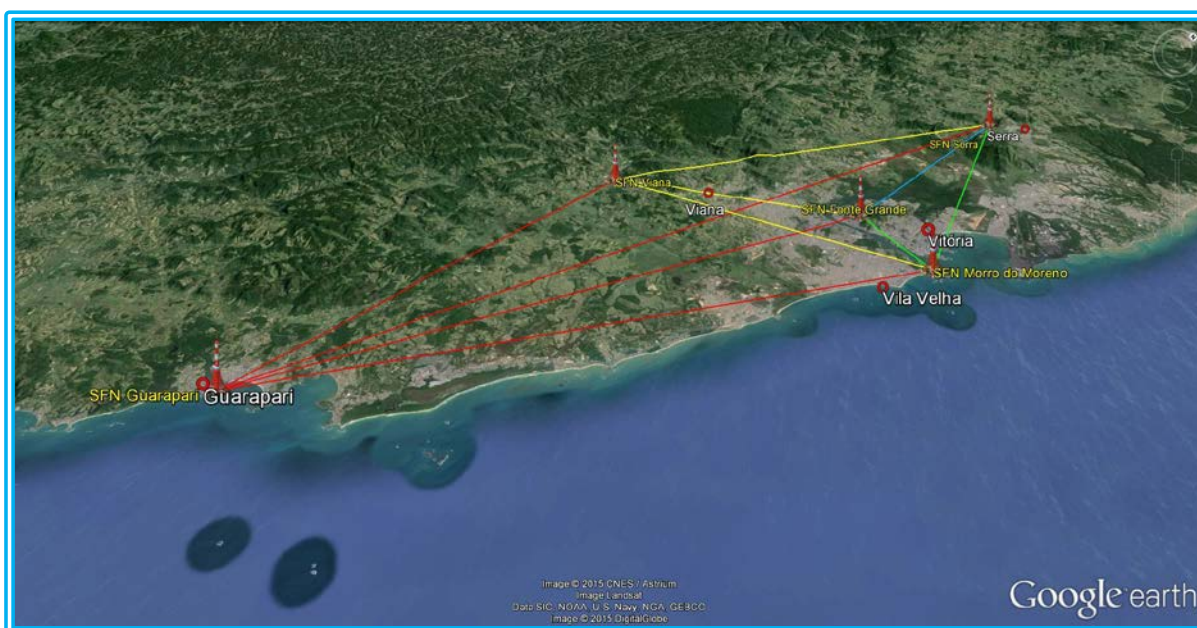 Serra
SFN Serra
SFN Viana
Viana
SFN Fonte Grande
Vitória
SFN Morro do Moreno
Vila Velha
SFN Guarapari
Guarapari
Image © 2015 CNES / Astrium
Image Landsat
Data SIO, NOAA, U.S. Navy, NGA, GEBCO
Image © 2015 DigitalGlobe
Google earth